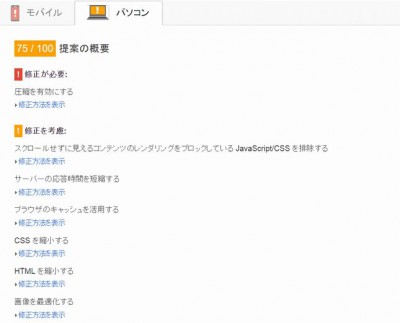 モバイル
パソコン
75 / 100 提案の概要
! 修正が必要:
圧縮を有効にする
▸修正方法を表示
! 修正を考慮:
スクロールせずに見えるコンテンツのレンダリングをブロックしている JavaScript/CSS を排除する
▸修正方法を表示
サーバーの応答時間を短縮する
▸修正方法を表示
ブラウザのキャッシュを活用する
▸修正方法を表示
CSS を縮小する
▸修正方法を表示
HTML を縮小する
▸修正方法を表示
画像を最適化する
▸修正方法を表示